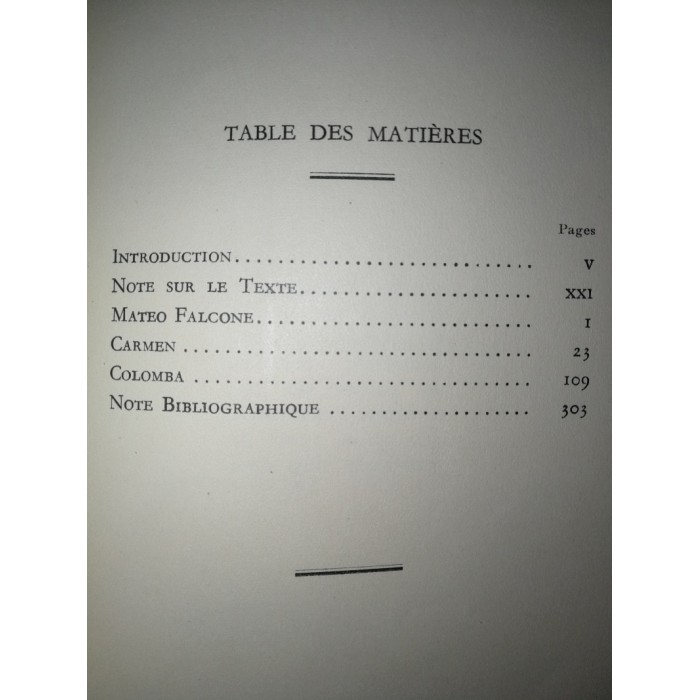 TABLE DES MATIÈRES
Pages
INTRODUCTION............................. V
NOTE SUR LE TEXTE....................... XXI
MATEO FALCONE........................... 1
CARMEN .................................. 23
COLOMBA ................................. 109
NOTE BIBLIOGRAPHIQUE .................... 303